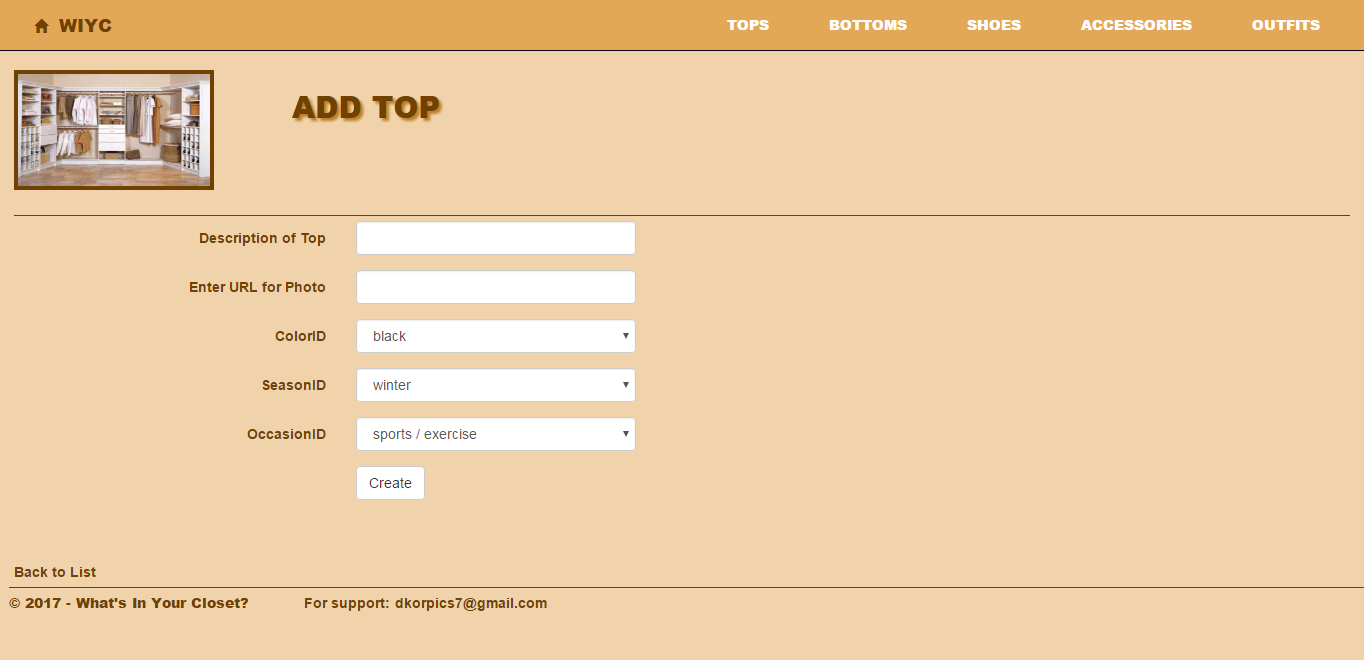 WIYC TOPS BOTTOMS SHOES ACCESSORIES OUTFITS
ADD TOP
Description of Top
Enter URL for Photo
ColorID black
SeasonID winter
OccasionID sports / exercise
Create
Back to List
© 2017 - What's In Your Closet? For support: dkorpics7@gmail.com